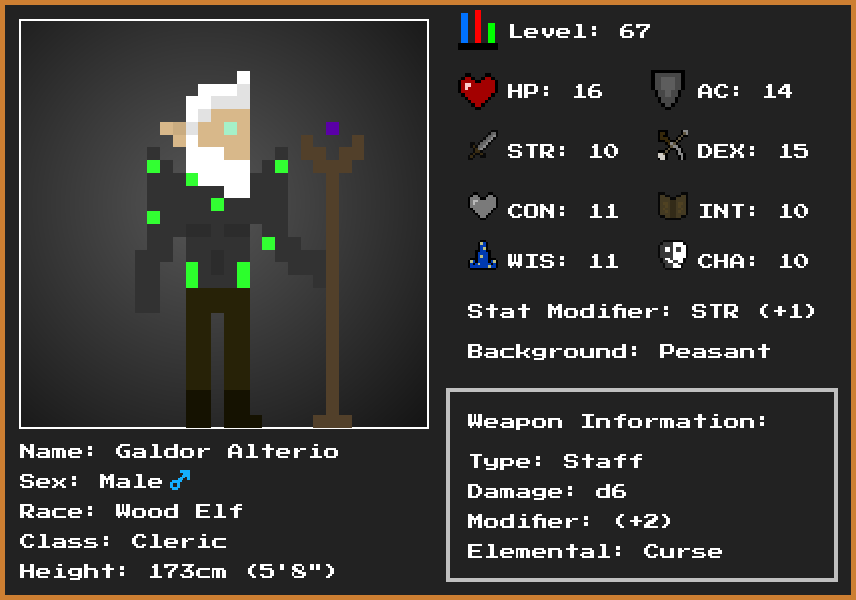 Level: 67
HP: 16 AC: 14
STR: 10 DEX: 15
CON: 11 INT: 10
WIS: 11 CHA: 10
Stat Modifier: STR (+1)
Background: Peasant
Weapon Information:
Type: Staff
Damage: d6
Modifier: (+2)
Elemental: Curse
Name: Galdor Alterio
Sex: Male ♂
Race: Wood Elf
Class: Cleric
Height: 173cm (5'8")